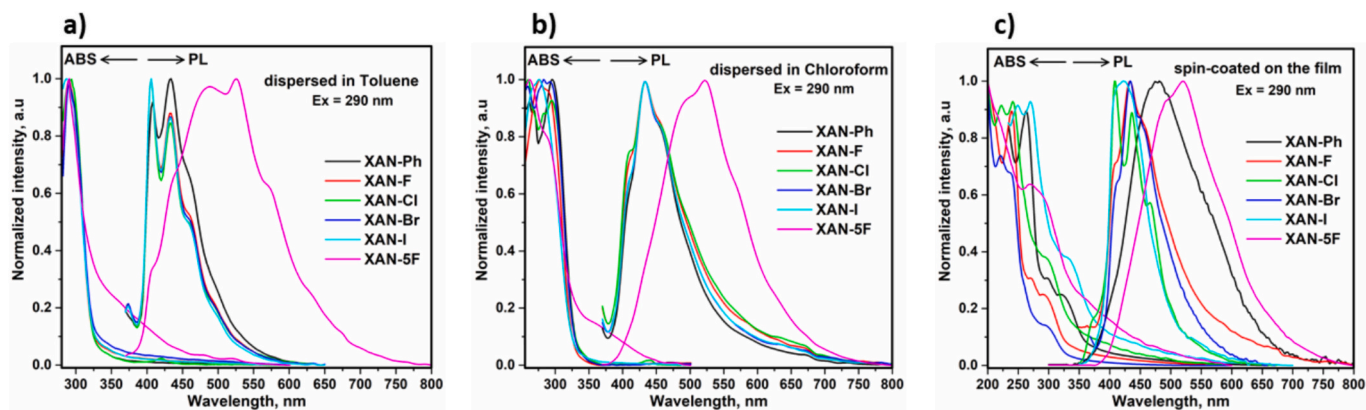 a)
ABS PL
dispersed in Toluene
Ex = 290 nm
XAN-Ph
XAN-F
XAN-Cl
XAN-Br
XAN-I
XAN-5F
Normalized intensity, a.u
1.0
0.8
0.6
0.4
0.2
0.0
300 350 400 450 500 550 600 650 700 750 800
Wavelength, nm
b)
ABS PL
dispersed in Chloroform
Ex = 290 nm
XAN-Ph
XAN-F
XAN-Cl
XAN-Br
XAN-I
XAN-5F
Normalized intensity, a.u
1.0
0.8
0.6
0.4
0.2
0.0
300 350 400 450 500 550 600 650 700 750 800
Wavelength, nm
c)
ABS PL
spin-coated on the film
Ex = 290 nm
XAN-Ph
XAN-F
XAN-Cl
XAN-Br
XAN-I
XAN-5F
Normalized intensity, a.u
1.0
0.8
0.6
0.4
0.2
0.0
200 250 300 350 400 450 500 550 600 650 700 750 800
Wavelength, nm